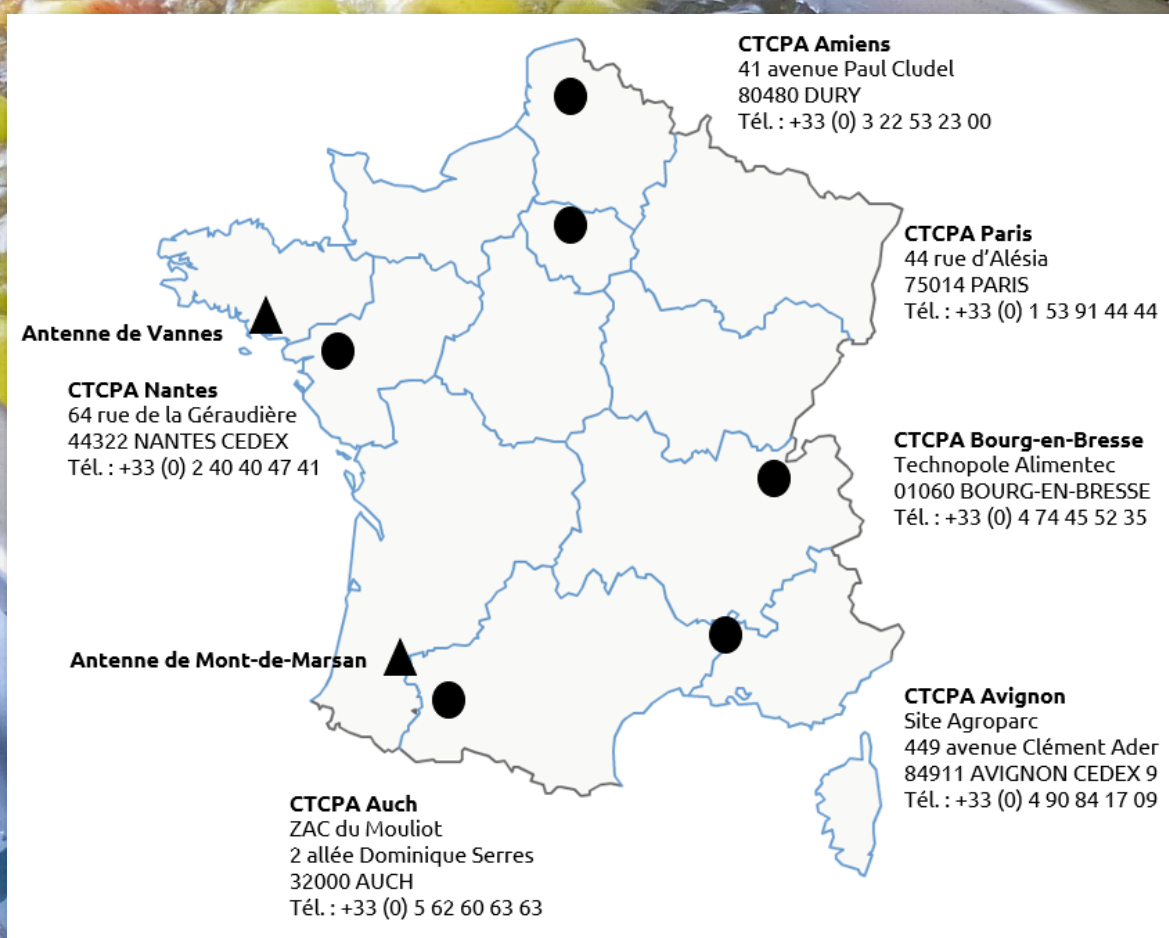 CTCPA Amiens
41 avenue Paul Cludel
80480 DURY
Tél. : +33 (0) 3 22 53 23 00
CTCPA Paris
44 rue d'Alésia
75014 PARIS
Tél. : +33 (0) 1 53 91 44 44
Antenne de Vannes
CTCPA Nantes
64 rue de la Géraudière
44322 NANTES CEDEX
Tél. : +33 (0) 2 40 40 47 41
CTCPA Bourg-en-Bresse
Technopole Alimentec
01060 BOURG-EN-BRESSE
Tél. : +33 (0) 4 74 45 52 35
Antenne de Mont-de-Marsan
CTCPA Avignon
Site Agroparc
449 avenue Clément Ader
84911 AVIGNON CEDEX 9
Tél. : +33 (0) 4 90 84 17 09
CTCPA Auch
ZAC du Mouliot
2 allée Dominique Serres
32000 AUCH
Tél. : +33 (0) 5 62 60 63 63